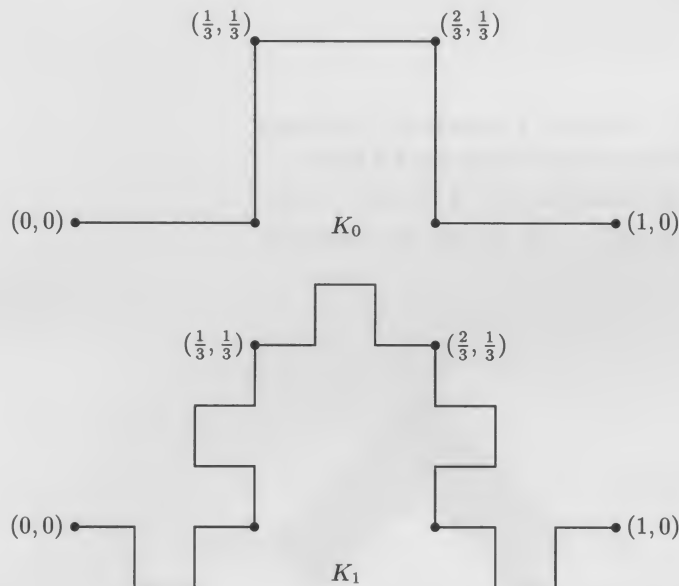 (1/3, 1/3) (2/3, 1/3)
(0, 0) K₀ (1, 0)
(1/3, 1/3) (2/3, 1/3)
(0, 0) (1, 0)
K₁